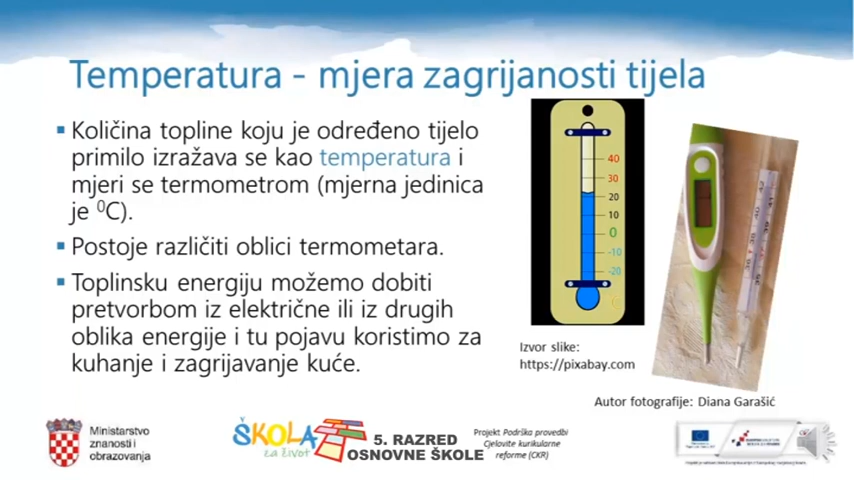 Temperatura - mjera zagrijanosti tijela
▪ Količina topline koju je određeno tijelo
primilo izražava se kao temperatura i
mjeri se termometrom (mjerna jedinica
je ⁰C).
▪ Postoje različiti oblici termometara.
▪ Toplinsku energiju možemo dobiti
pretvorbom iz električne ili iz drugih
oblika energije i tu pojavu koristimo za
kuhanje i zagrijavanje kuće.
40
30
20
10
0
-10
-20
Izvor slike:
https://pixabay.com
Autor fotografije: Diana Garašić
Ministarstvo
znanosti i
obrazovanja
ŠKOLA
za život
5. RAZRED
OSNOVNE ŠKOLE
Projekt Podrška provedbi
Cjelovite kurikularne
reforme (CKR)